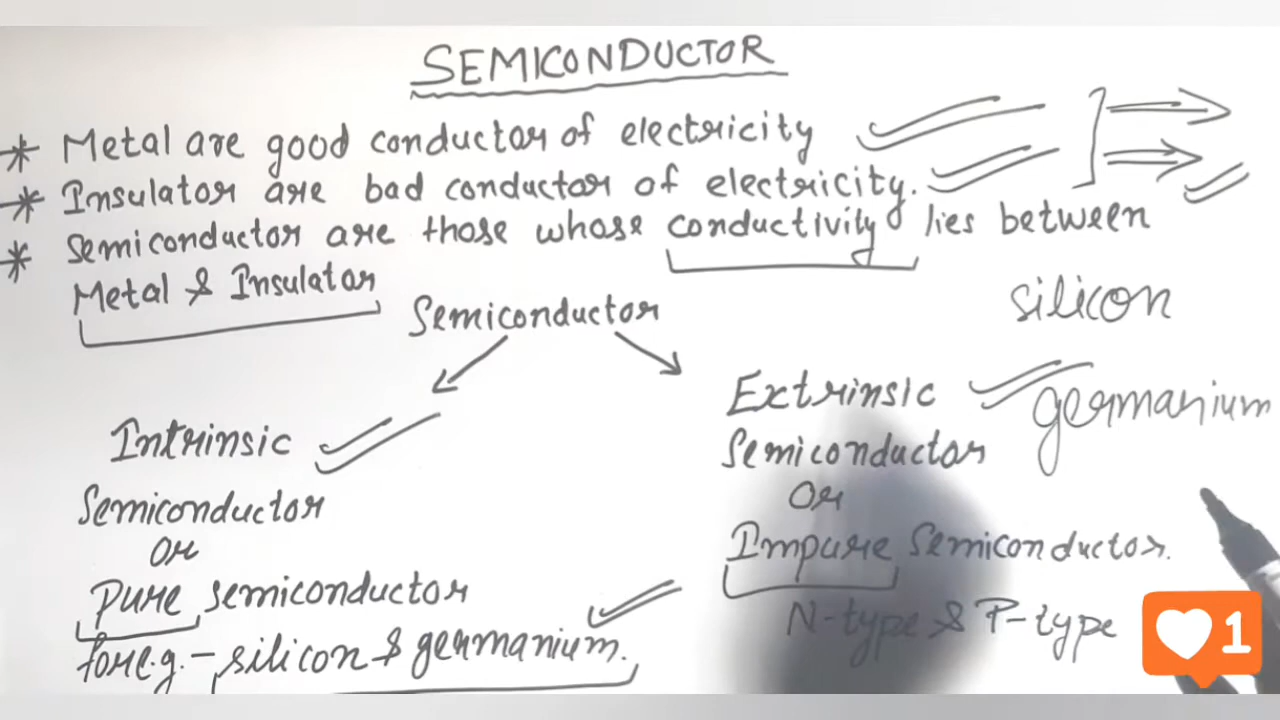 SEMICONDUCTOR
* Metal are good conductor of electricity
* Insulator are bad conductor of electricity.
* Semiconductor are those whose conductivity lies between
Metal & Insulator
Semiconductor
silicon
germanium
Intrinsic
Semiconductor
Or
Pure semiconductor
for e.g. - silicon & germanium.
Extrinsic
Semiconductor
Or
Impure Semiconductor.
N-type & P-type
1